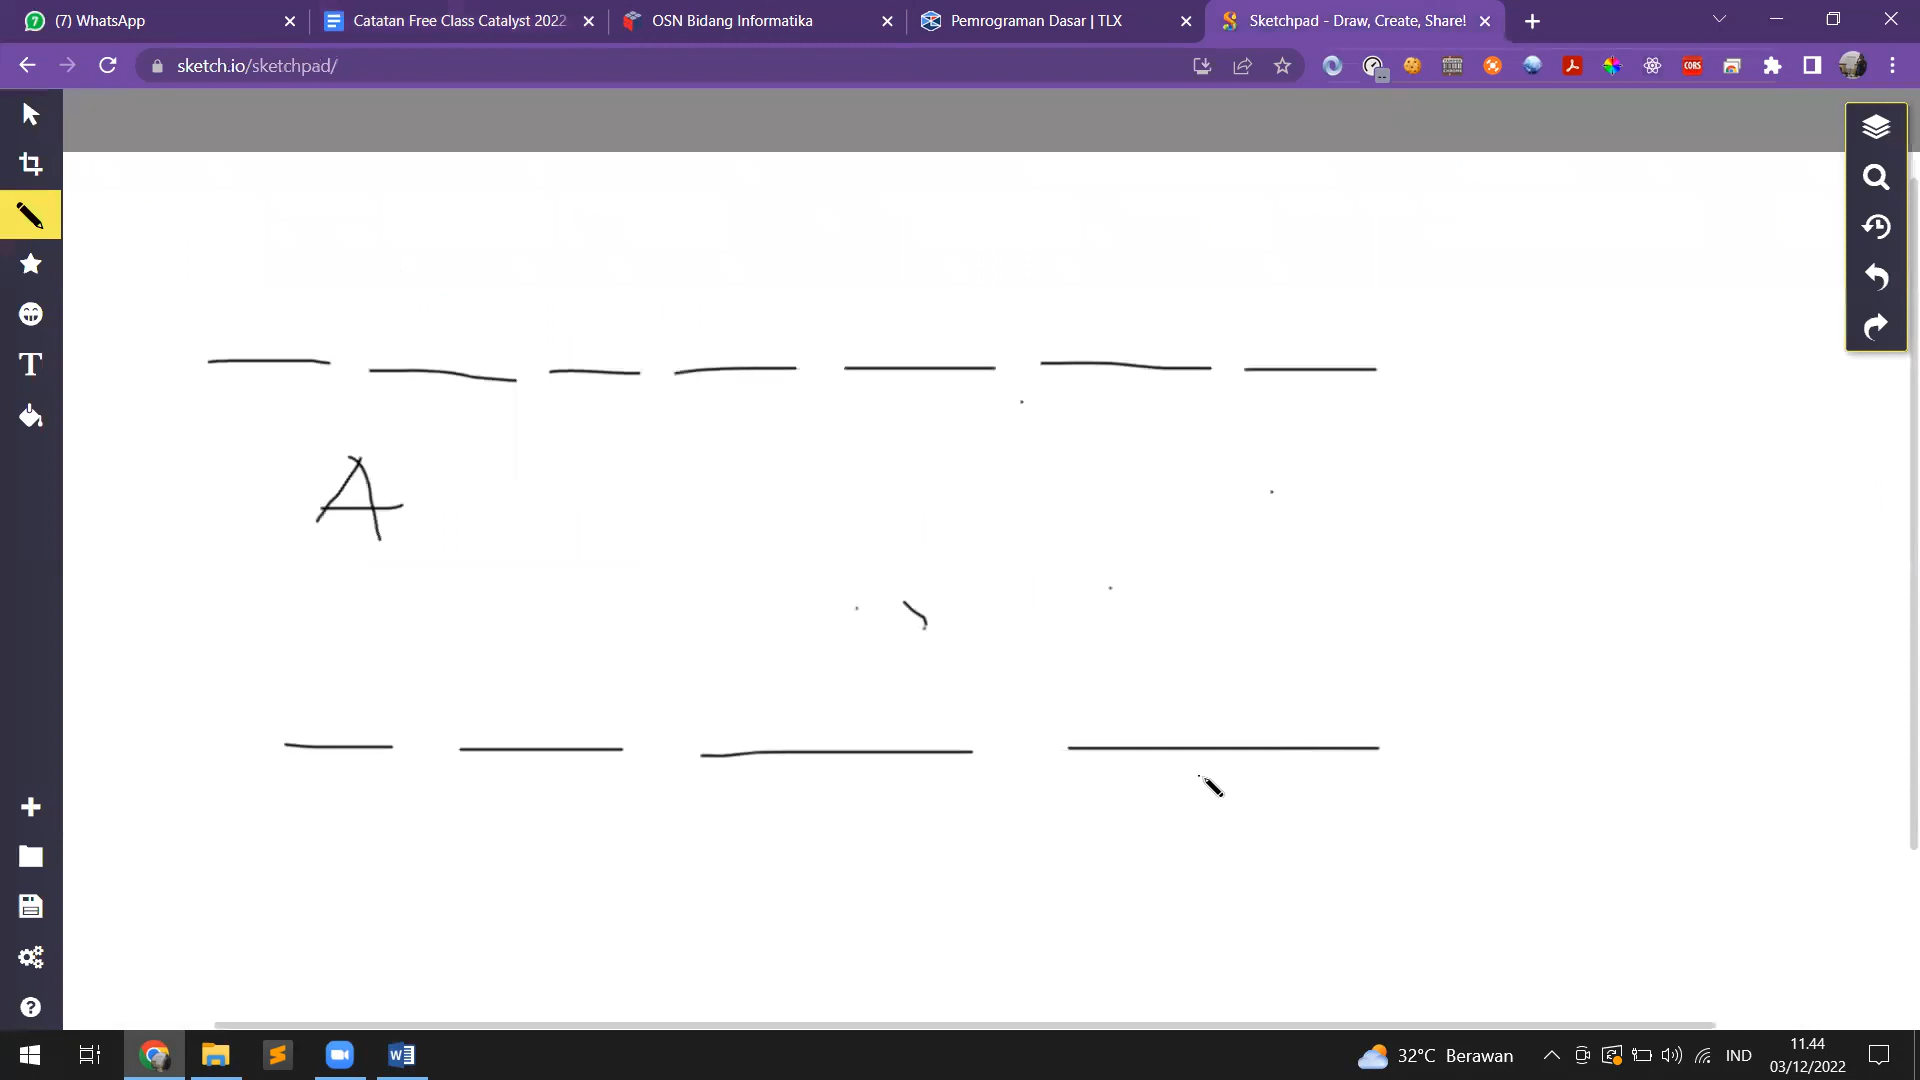 (7) WhatsApp
Catatan Free Class Catalyst 2022
OSN Bidang Informatika
Pemrograman Dasar | TLX
Sketchpad - Draw, Create, Share!
sketch.io/sketchpad/
CORS
A
T
32°C Berawan
IND
11.44
03/12/2022